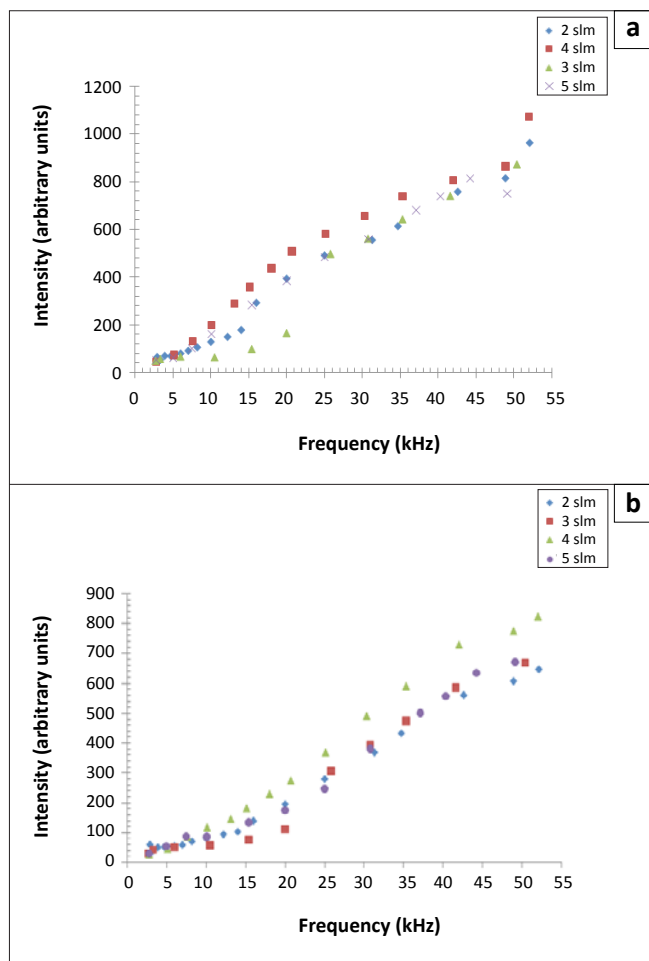 a
2 slm
4 slm
3 slm
5 slm
Intensity (arbitrary units)
1200
1000
800
600
400
200
0
0 5 10 15 20 25 30 35 40 45 50 55
Frequency (kHz)
b
2 slm
3 slm
4 slm
5 slm
Intensity (arbitrary units)
900
800
700
600
500
400
300
200
100
0
0 5 10 15 20 25 30 35 40 45 50 55
Frequency (kHz)